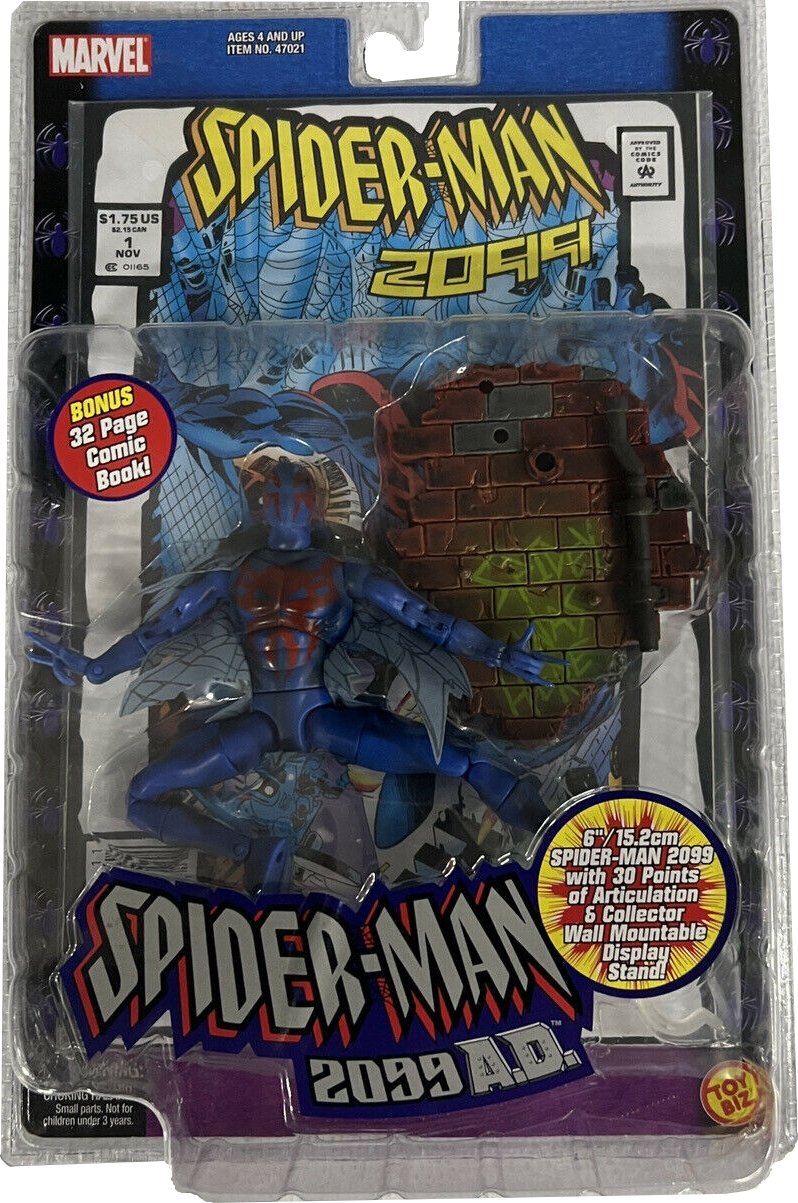 MARVEL
AGES 4 AND UP
ITEM NO. 47021
SPIDER-MAN
2099
APPROVED
BY THE
COMICS
CODE
AUTHORITY
$1.75 US
$2.15 CAN
1
NOV
01165
BONUS
32 Page
Comic
Book!
6"/15.2cm
SPIDER-MAN 2099
with 30 Points
of Articulation
& Collector
Wall Mountable
Display
Stand!
SPIDER-MAN
2099 A.D.™
TOY
BIZ
Small parts. Not for
children under 3 years.